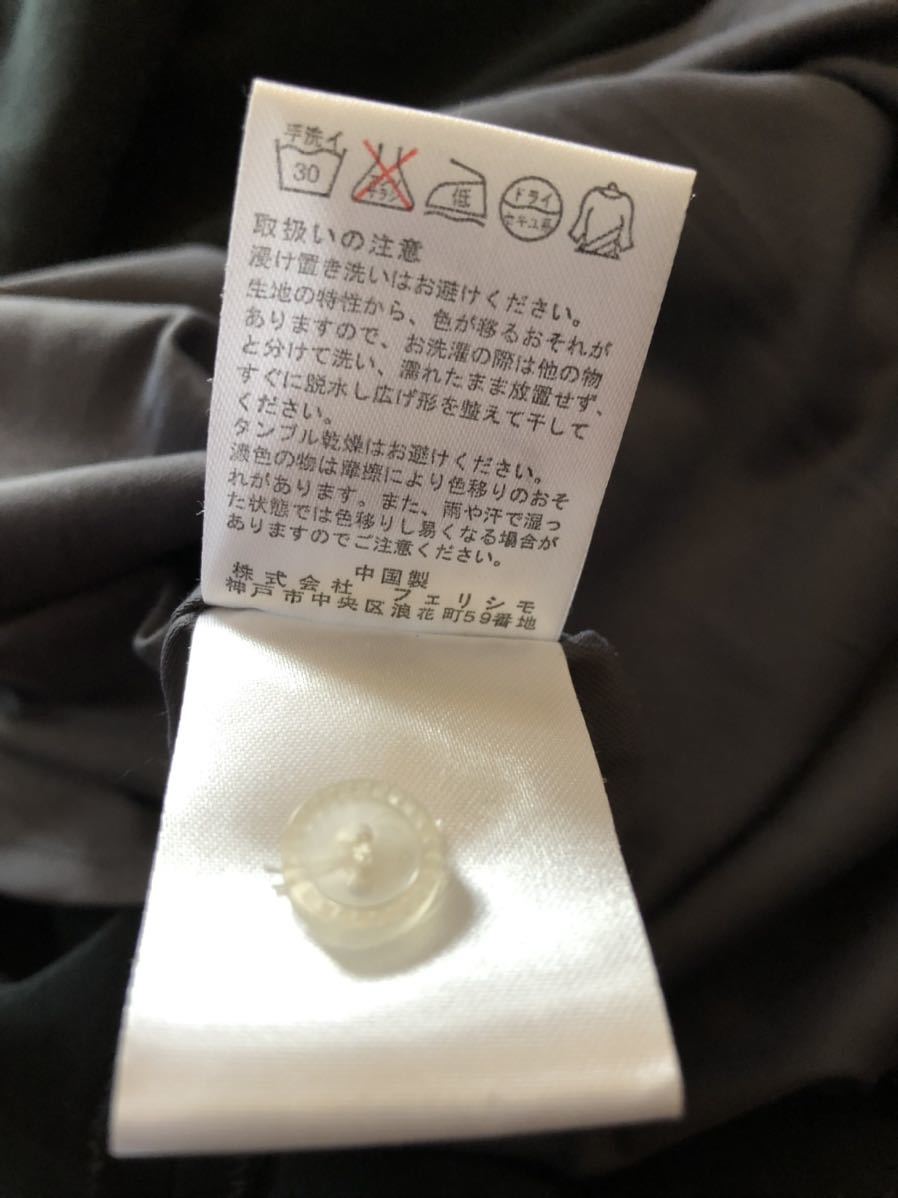 手洗イ
30
低
ドライ
セキユ系
取扱いの注意
浸け置き洗いはお避けください。
生地の特性から、色が移るおそれが
ありますので、お洗濯の際は他の物
と分けて洗い、濡れたまま放置せず、
すぐに脱水し広げ形を整えて干して
ください。
タンブル乾燥はお避けください。
濃色の物は摩擦により色移りのおそ
れがあります。また、雨や汗で湿っ
た状態では色移りし易くなる場合が
ありますのでご注意ください。
中国製
株式会社 フェリシモ
神戸市中央区浪花町59番地